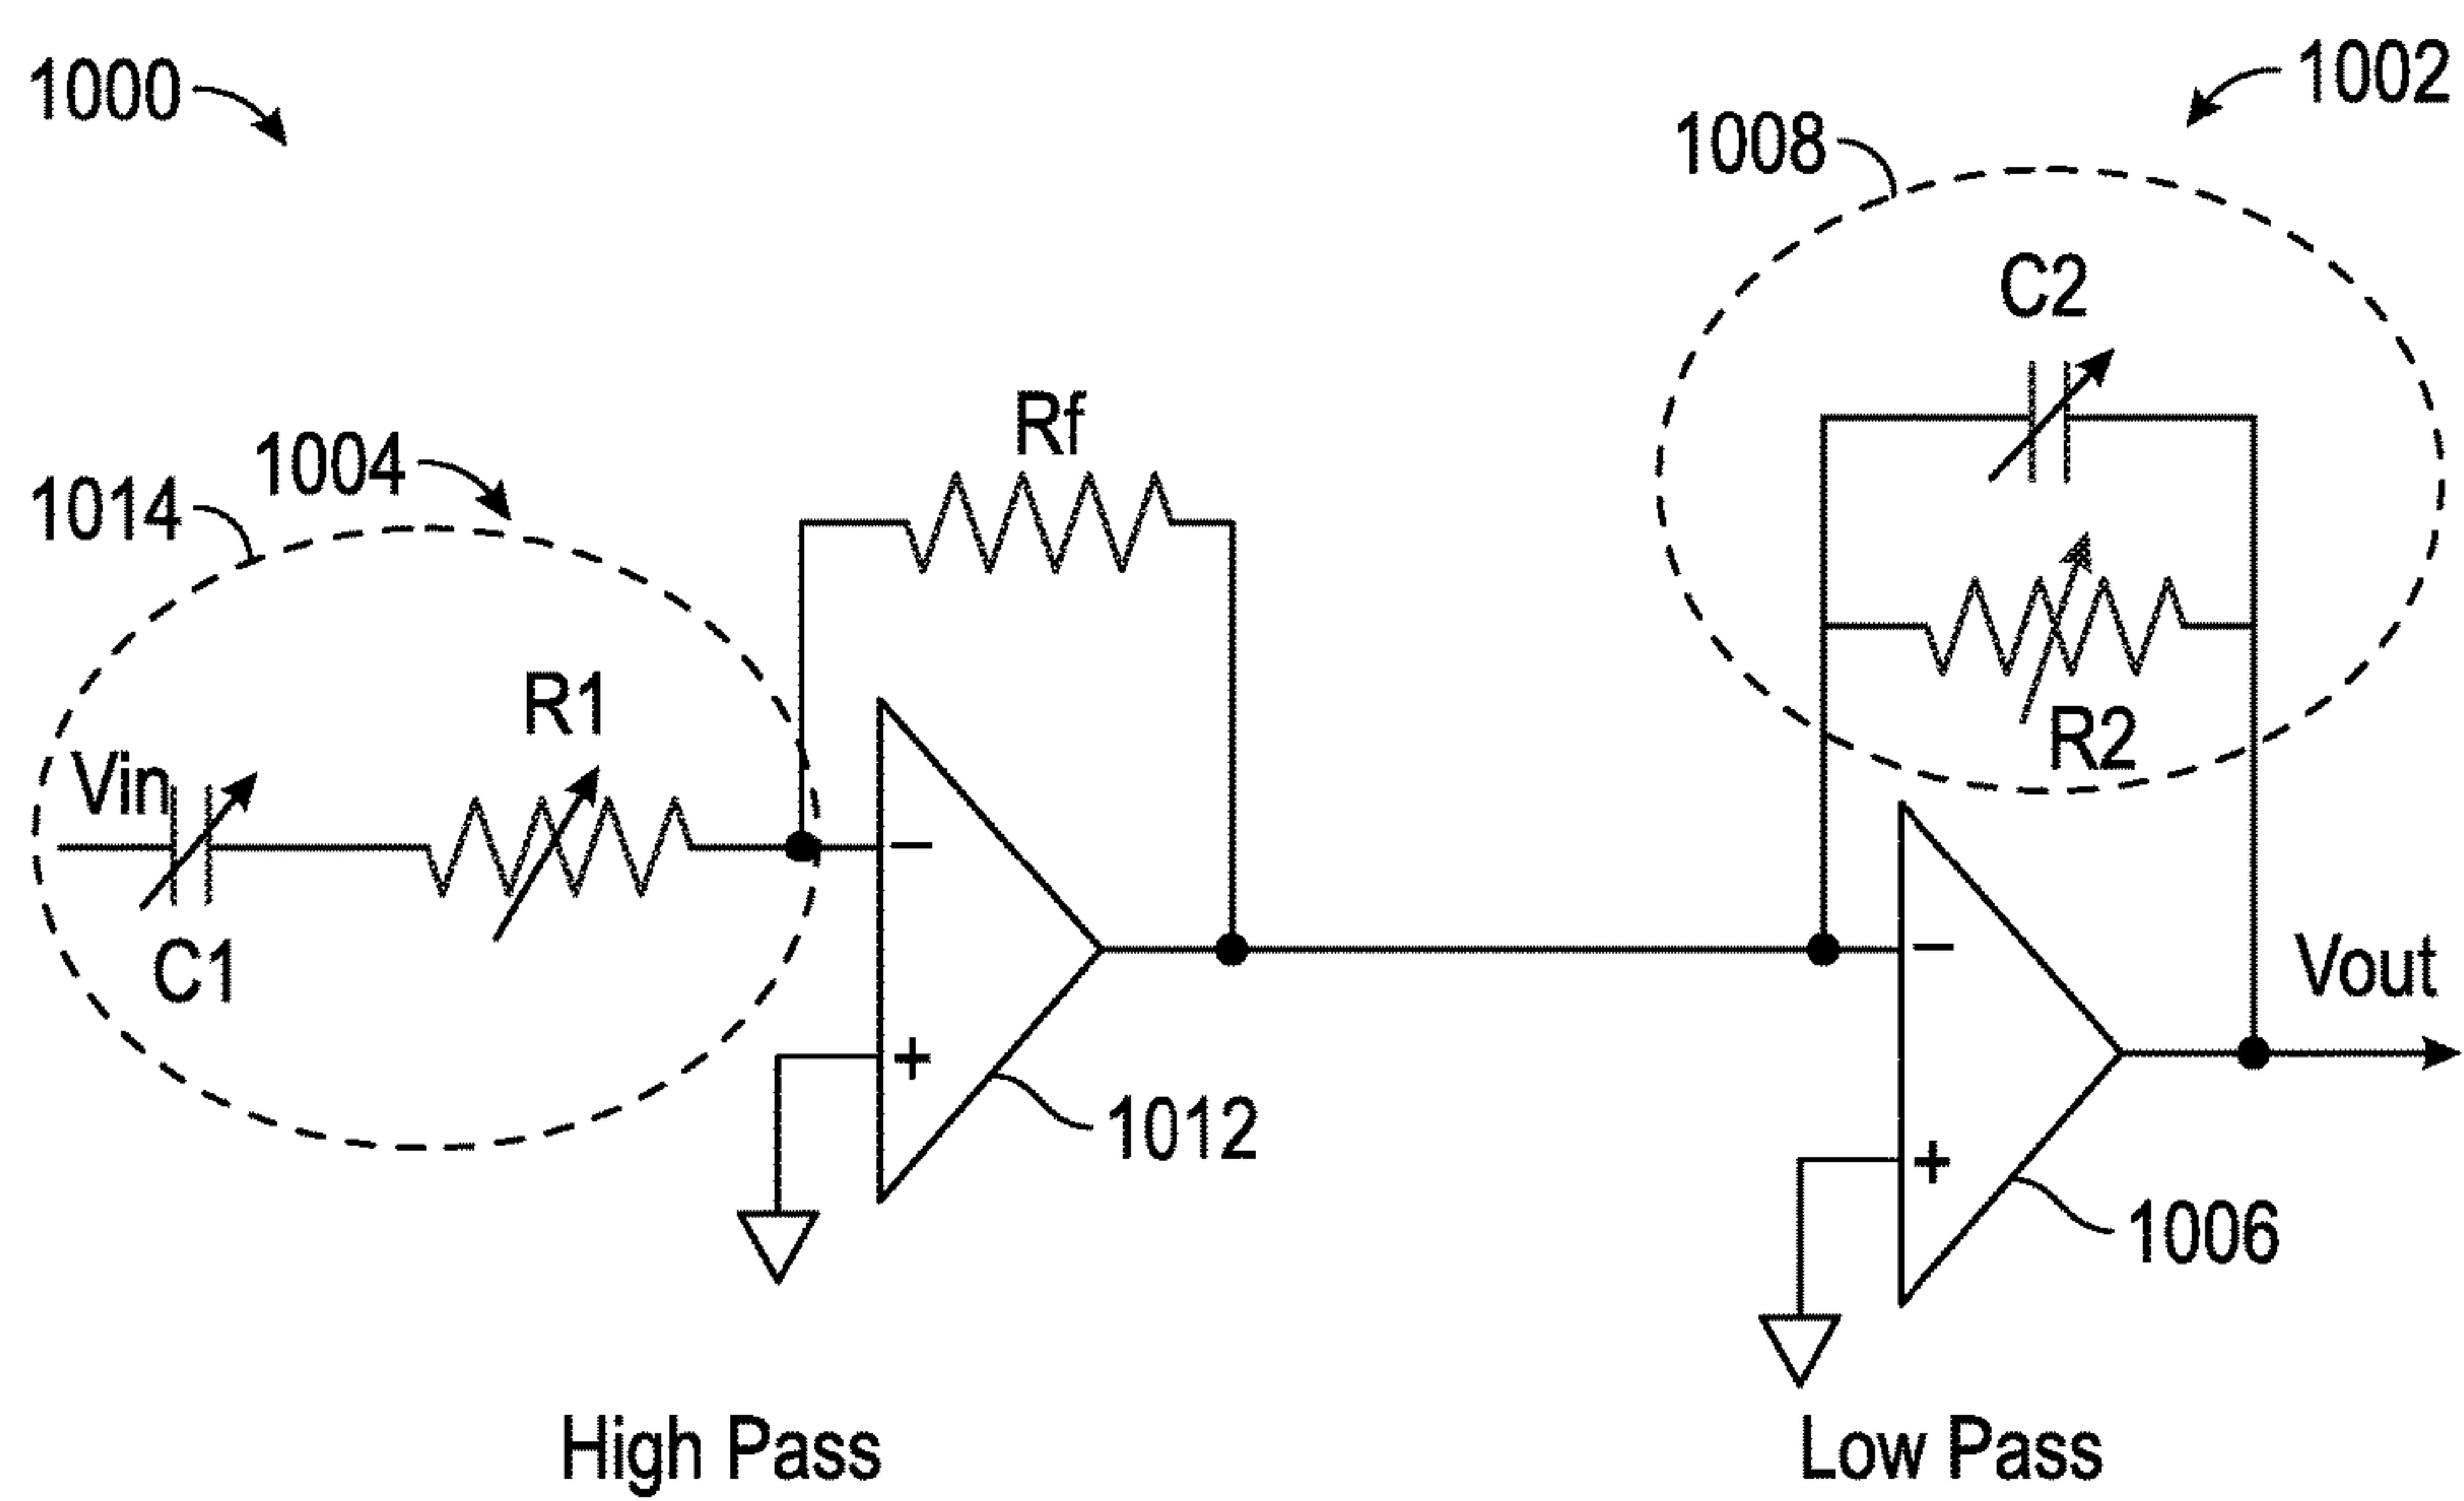 1000
1002
1008
C2
Rf
1004
1014
R1
R2
Vin
C1
−
+
−
+
Vout
1012
1006
High Pass
Low Pass